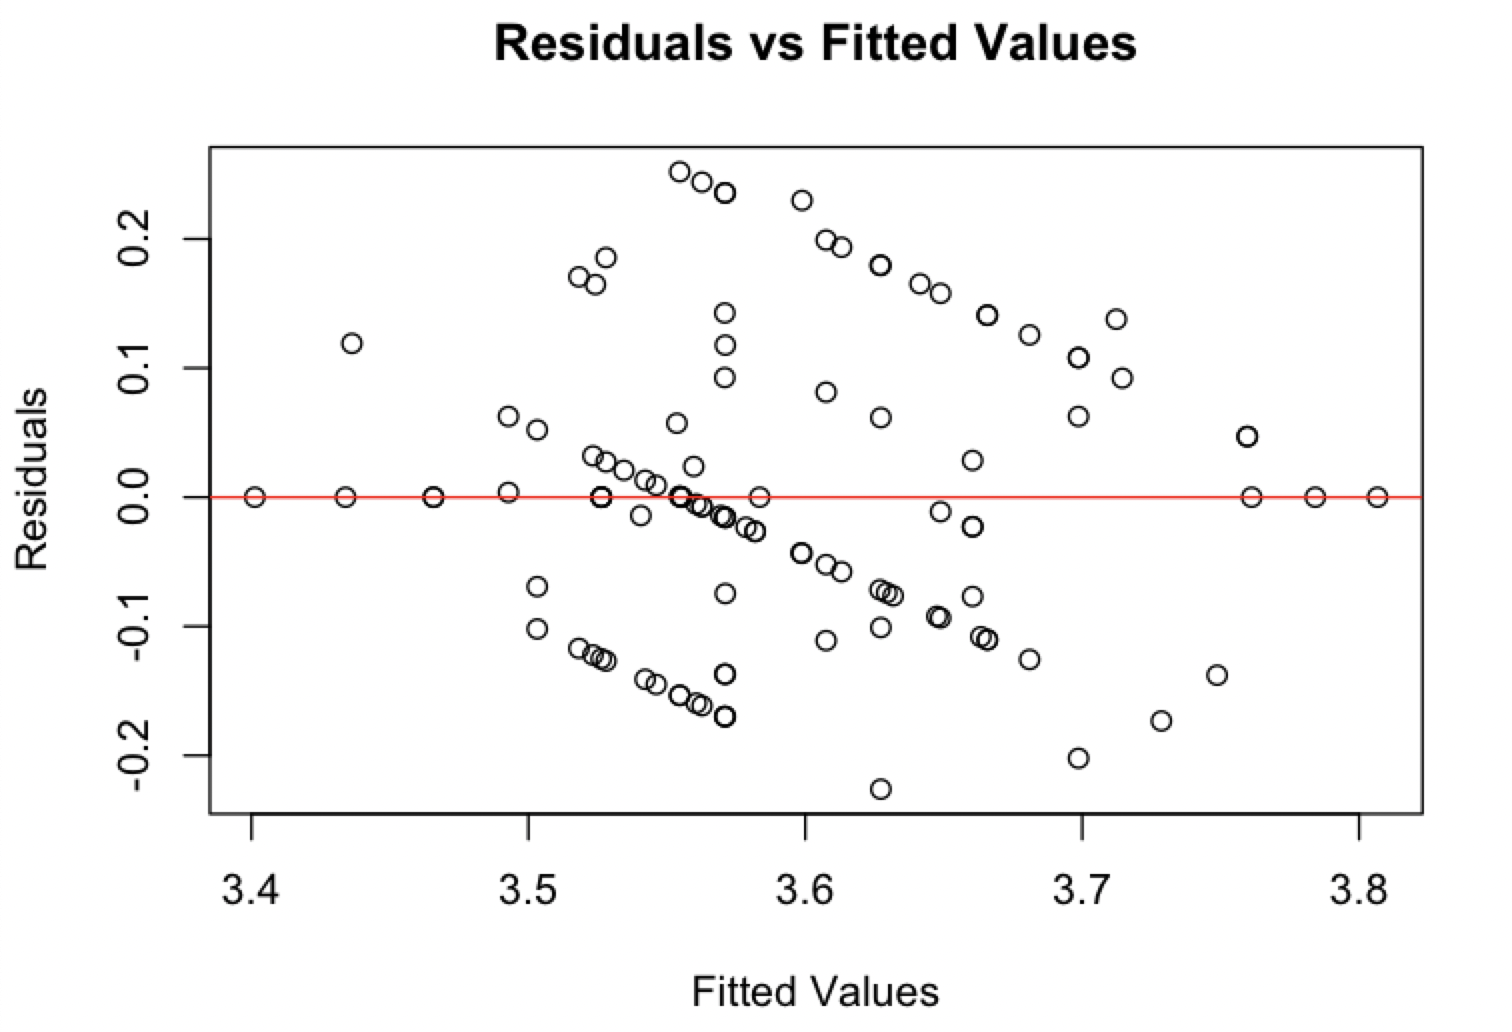 Residuals vs Fitted Values
Residuals
0.2
0.1
0.0
-0.1
-0.2
3.4 3.5 3.6 3.7 3.8
Fitted Values